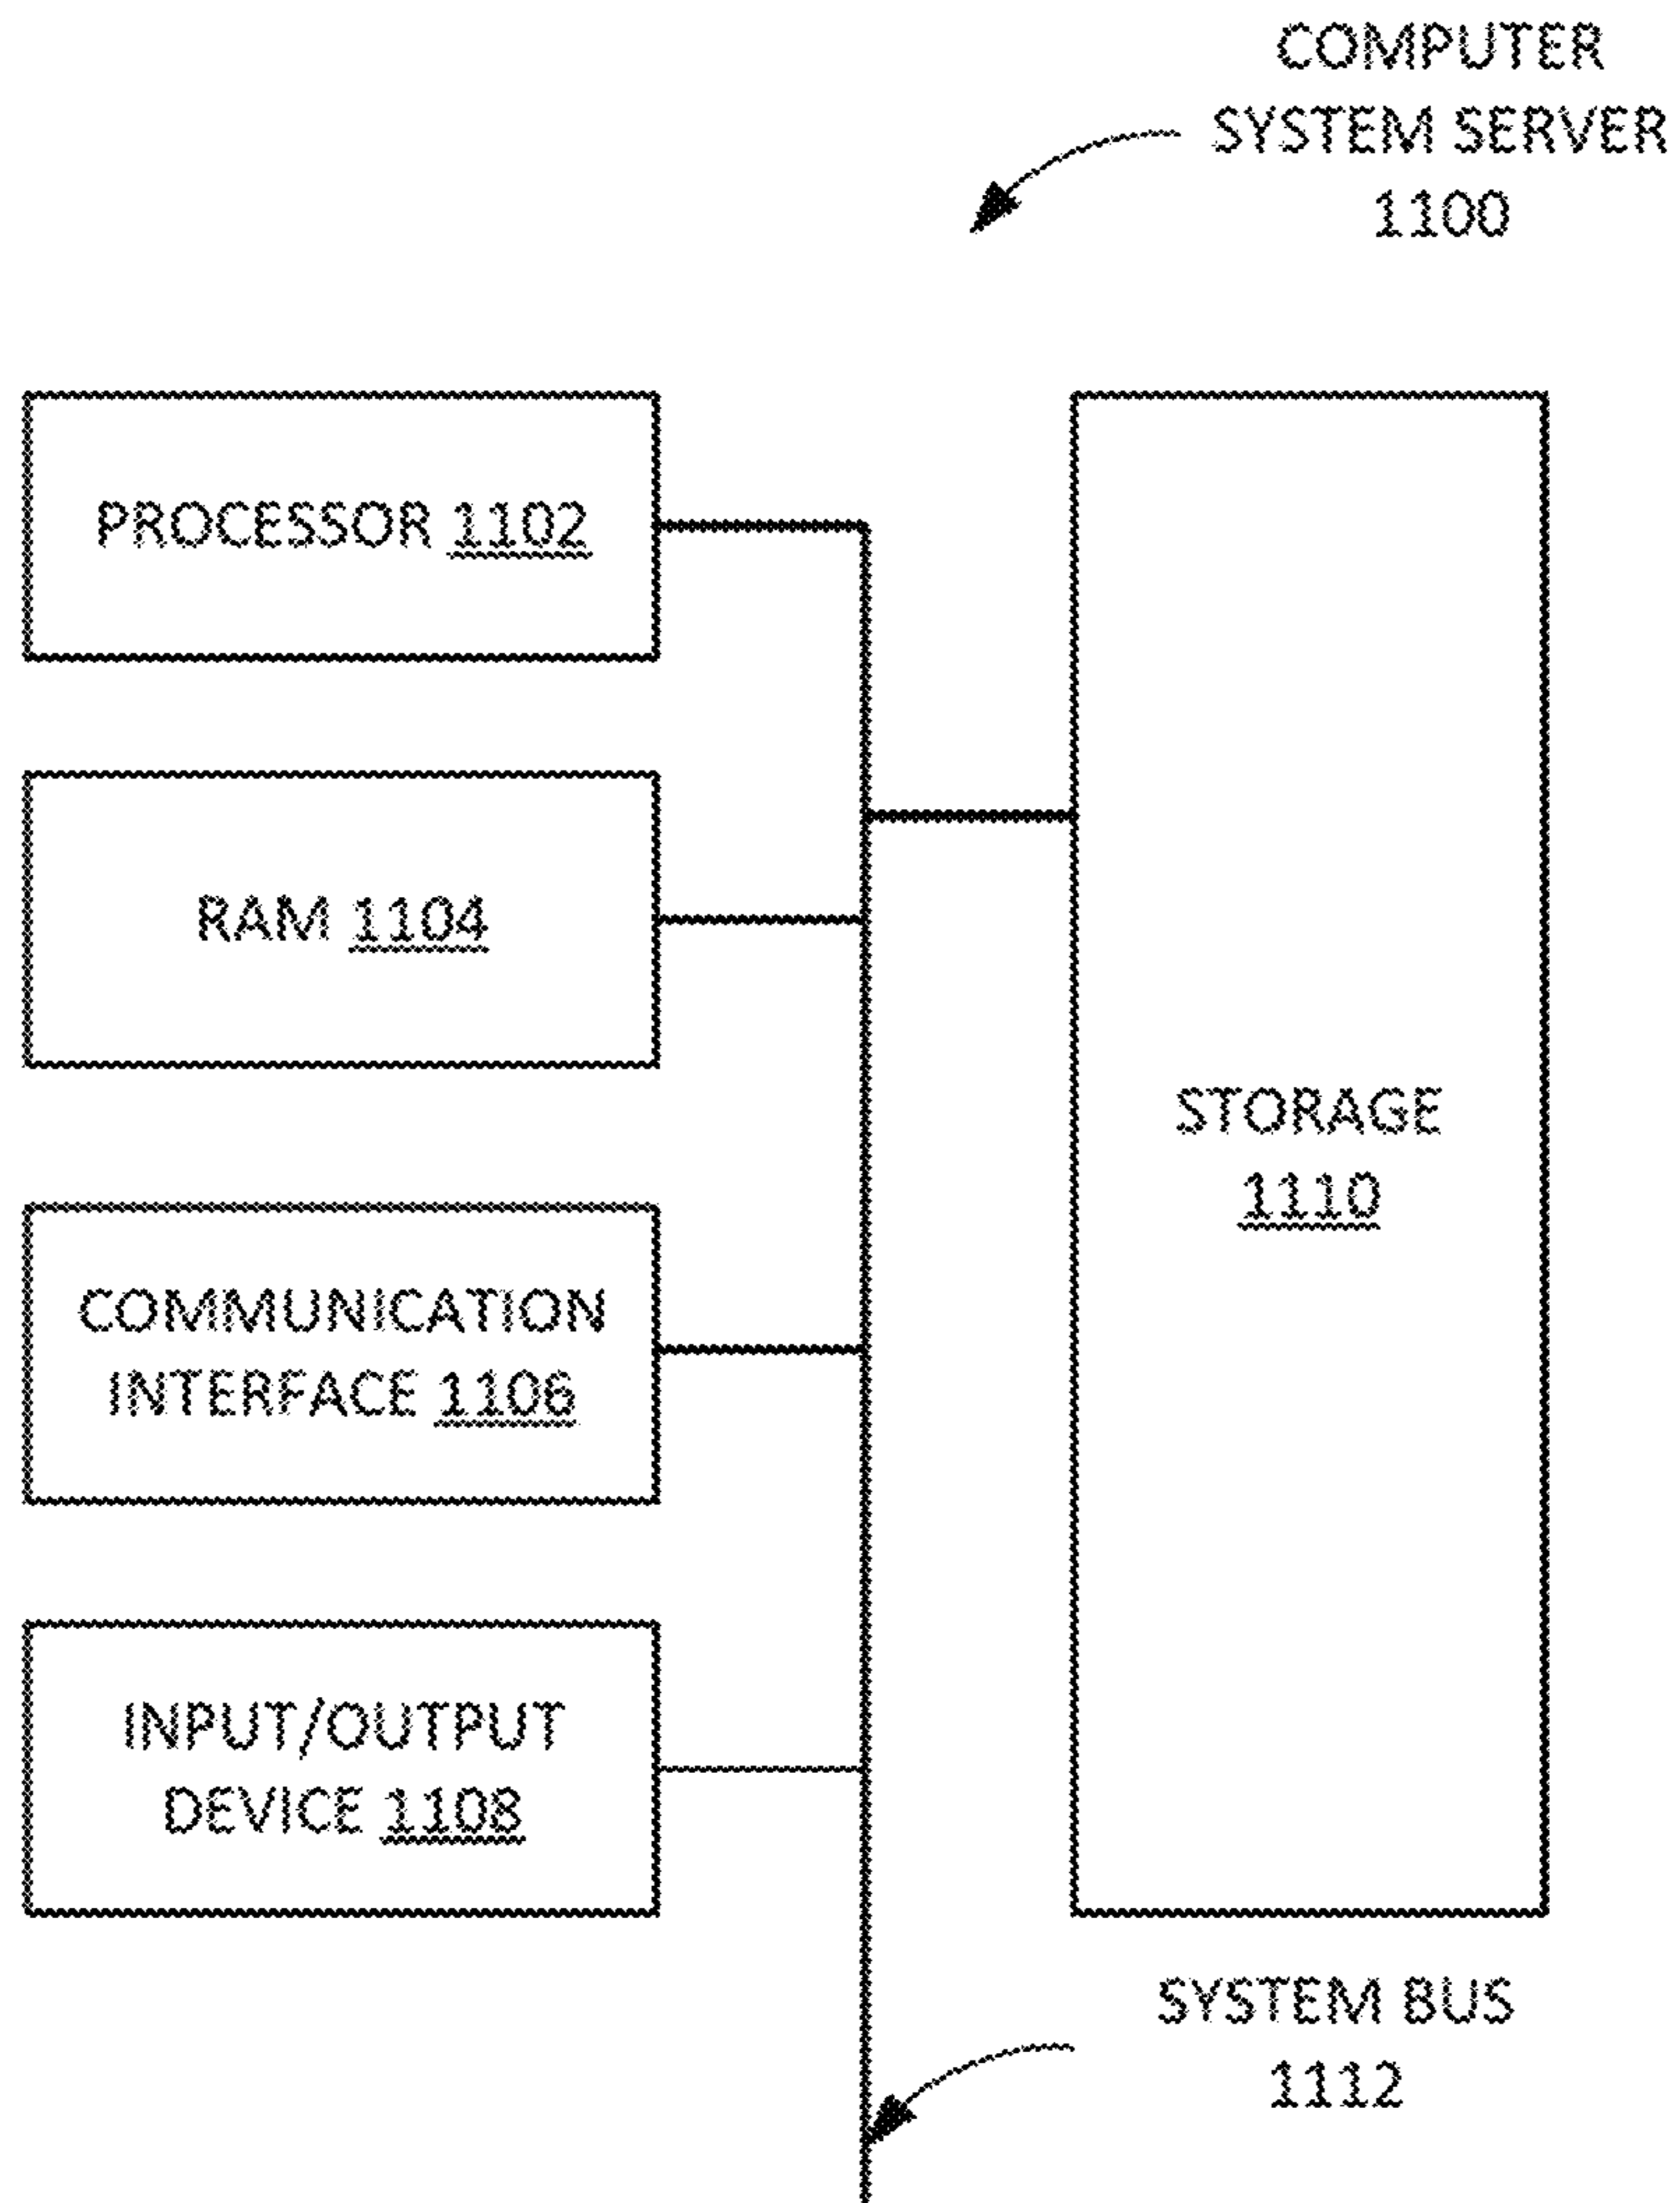 COMPUTER
SYSTEM SERVER
1100
PROCESSOR 1102
RAM 1104
STORAGE
1110
COMMUNICATION
INTERFACE 1106
INPUT/OUTPUT
DEVICE 1108
SYSTEM BUS
1112